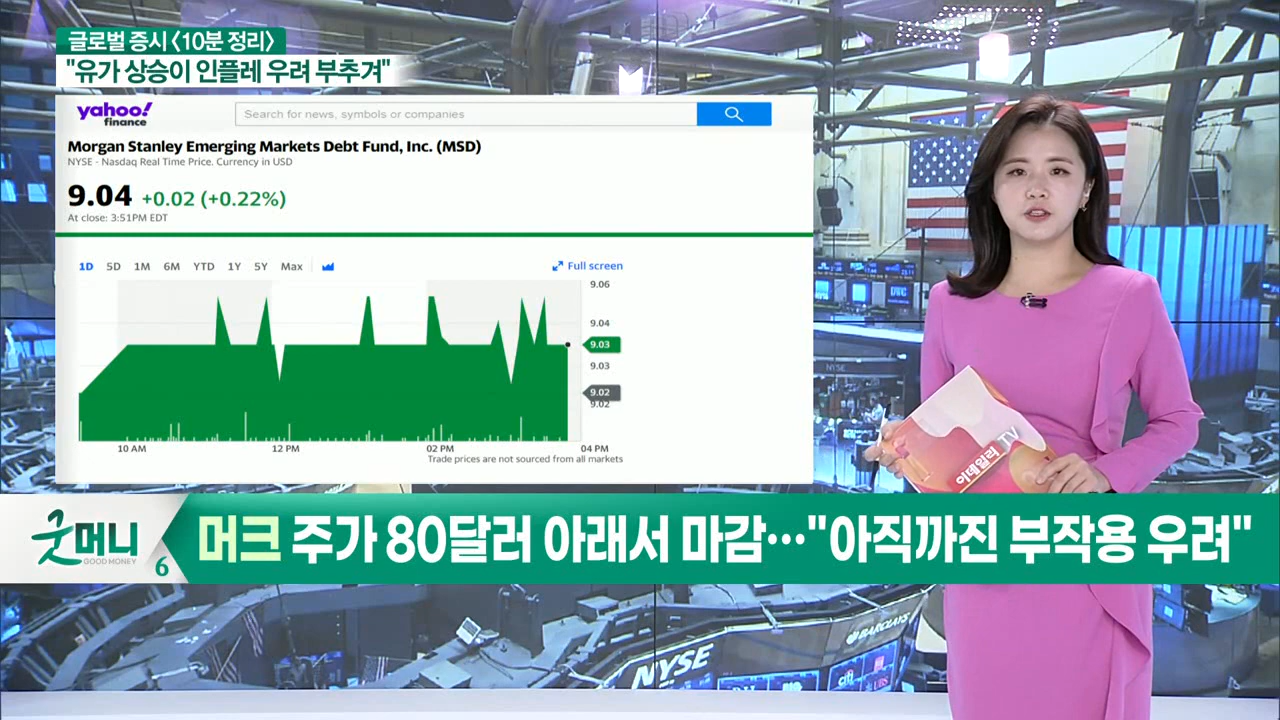 글로벌 증시 <10분 정리>
"유가 상승이 인플레 우려 부추겨"
yahoo!
finance
Search for news, symbols or companies
Morgan Stanley Emerging Markets Debt Fund, Inc. (MSD)
NYSE - Nasdaq Real Time Price. Currency in USD
9.04 +0.02 (+0.22%)
At close: 3:51PM EDT
1D 5D 1M 6M YTD 1Y 5Y Max
Full screen
9.06
9.04
9.03
9.03
9.02
9.02
10 AM 12 PM 02 PM 04 PM
Trade prices are not sourced from all markets
이데일리 TV
굿머니
GOOD MONEY
6
머크 주가 80달러 아래서 마감…"아직까진 부작용 우려"
NYSE
BARCLAYS
citi
UBS
NYSE